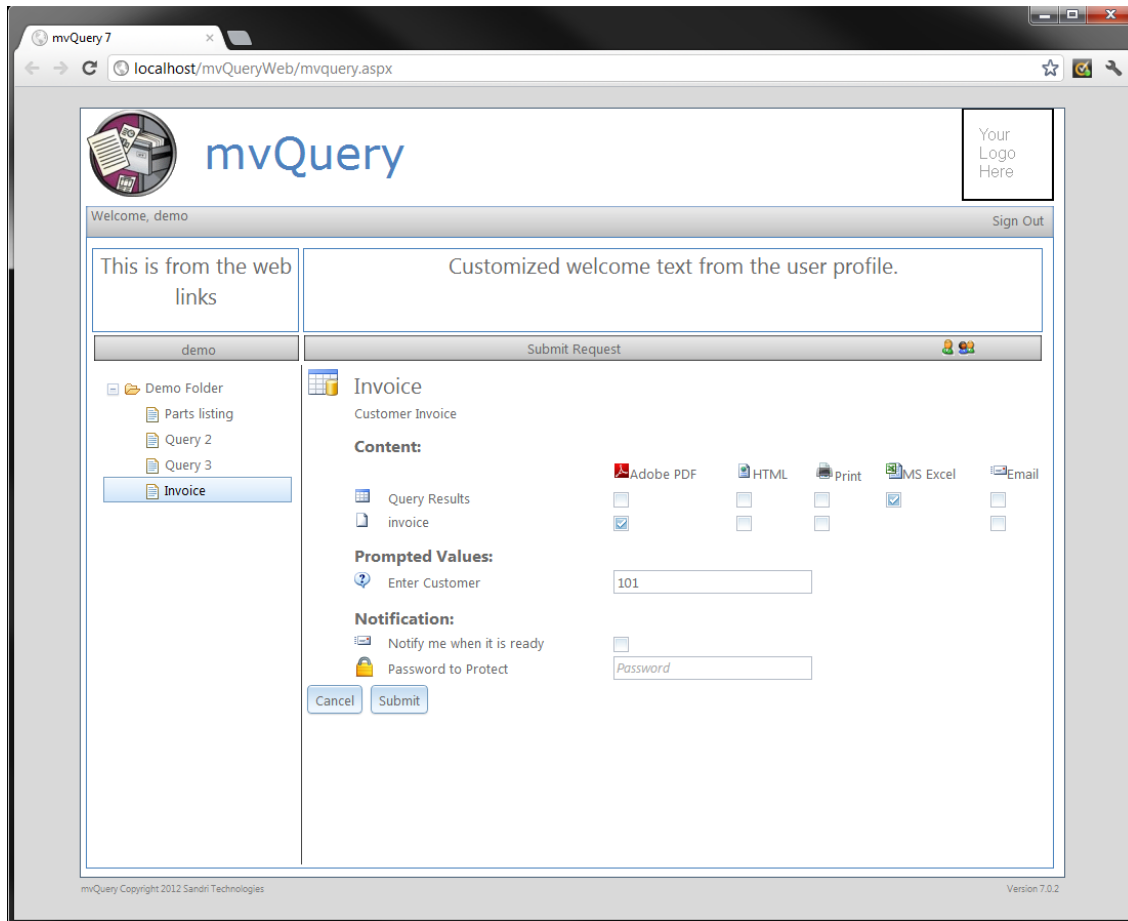 mvQuery 7
localhost/mvQueryWeb/mvquery.aspx
mvQuery
Your
Logo
Here
Welcome, demo
Sign Out
This is from the web
links
Customized welcome text from the user profile.
demo
Submit Request
Demo Folder
Parts listing
Query 2
Query 3
Invoice
Invoice
Customer Invoice
Content:
Adobe PDF HTML Print MS Excel Email
Query Results
invoice
Prompted Values:
Enter Customer 101
Notification:
Notify me when it is ready
Password to Protect Password
Cancel Submit
mvQuery Copyright 2012 Sandri Technologies
Version 7.0.2